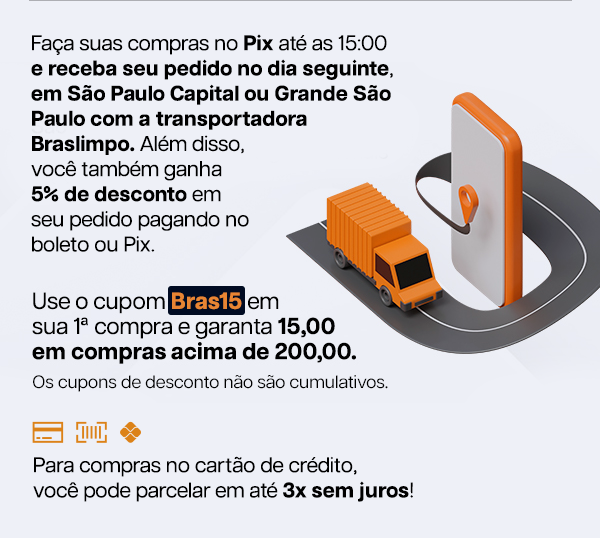 Faça suas compras no Pix até as 15:00
e receba seu pedido no dia seguinte,
em São Paulo Capital ou Grande São
Paulo com a transportadora
Braslimpo. Além disso,
você também ganha
5% de desconto em
seu pedido pagando no
boleto ou Pix.
Use o cupom Bras15 em
sua 1ª compra e garanta 15,00
em compras acima de 200,00.
Os cupons de desconto não são cumulativos.
Para compras no cartão de crédito,
você pode parcelar em até 3x sem juros!